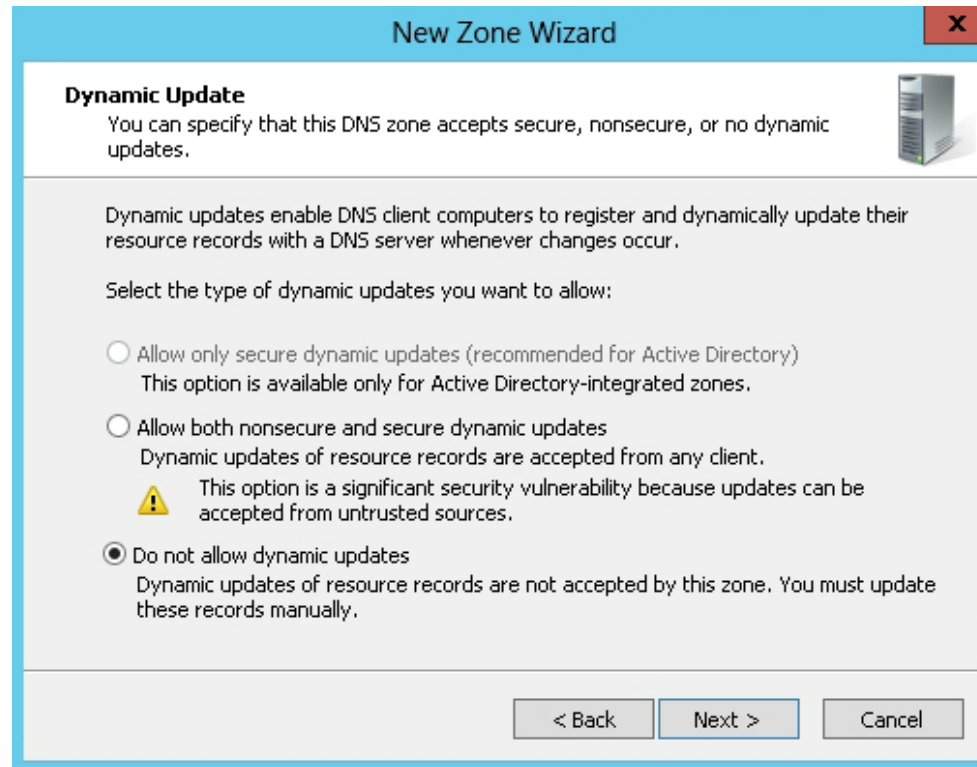 New Zone Wizard
x
Dynamic Update
You can specify that this DNS zone accepts secure, nonsecure, or no dynamic
updates.
Dynamic updates enable DNS client computers to register and dynamically update their
resource records with a DNS server whenever changes occur.
Select the type of dynamic updates you want to allow:
Allow only secure dynamic updates (recommended for Active Directory)
This option is available only for Active Directory-integrated zones.
Allow both nonsecure and secure dynamic updates
Dynamic updates of resource records are accepted from any client.
This option is a significant security vulnerability because updates can be
accepted from untrusted sources.
Do not allow dynamic updates
Dynamic updates of resource records are not accepted by this zone. You must update
these records manually.
< Back
Next >
Cancel